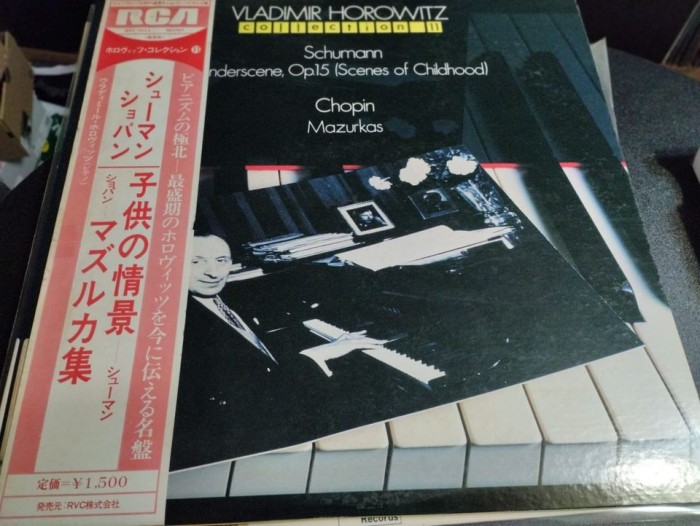 RCA
ホロヴィッツ・コレクション 11
シューマン
ショパン
子供の情景
シューマン
ショパン
マズルカ集
ピアニズムの極北——最盛期のホロヴィッツを今に伝える名盤
定価=¥1,500
発売元:RVC株式会社
VLADIMIR HOROWITZ
collection 11
Schumann
nderscene, Op.15 (Scenes of Childhood)
Chopin
Mazurkas
Records